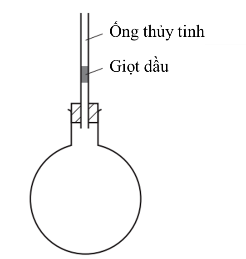 Ống thủy tinh
Giọt dầu